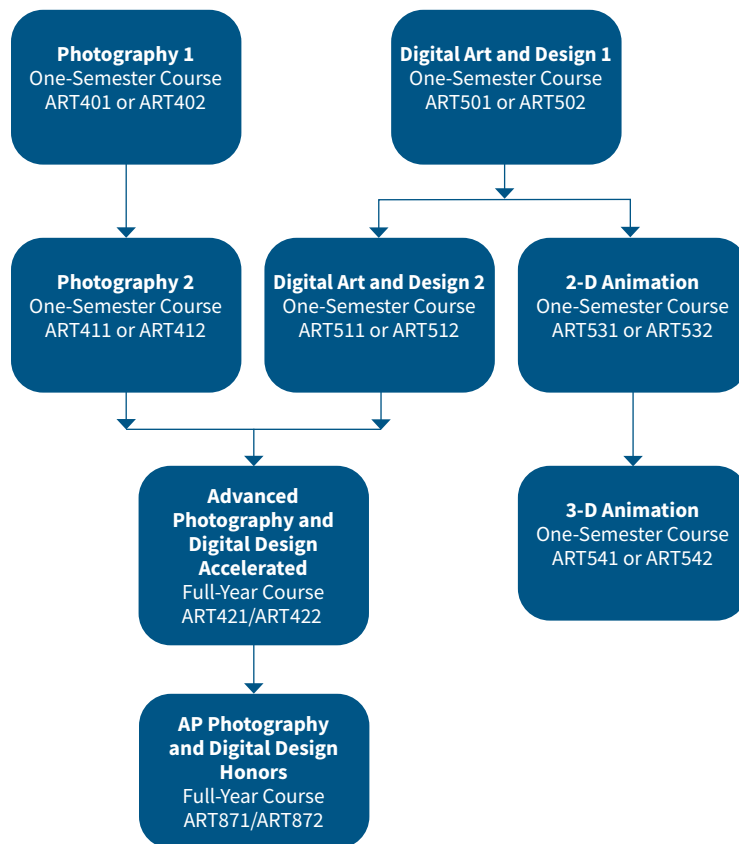 Photography 1
One-Semester Course
ART401 or ART402
Digital Art and Design 1
One-Semester Course
ART501 or ART502
Photography 2
One-Semester Course
ART411 or ART412
Digital Art and Design 2
One-Semester Course
ART511 or ART512
2-D Animation
One-Semester Course
ART531 or ART532
Advanced
Photography and
Digital Design
Accelerated
Full-Year Course
ART421/ART422
3-D Animation
One-Semester Course
ART541 or ART542
AP Photography
and Digital Design
Honors
Full-Year Course
ART871/ART872